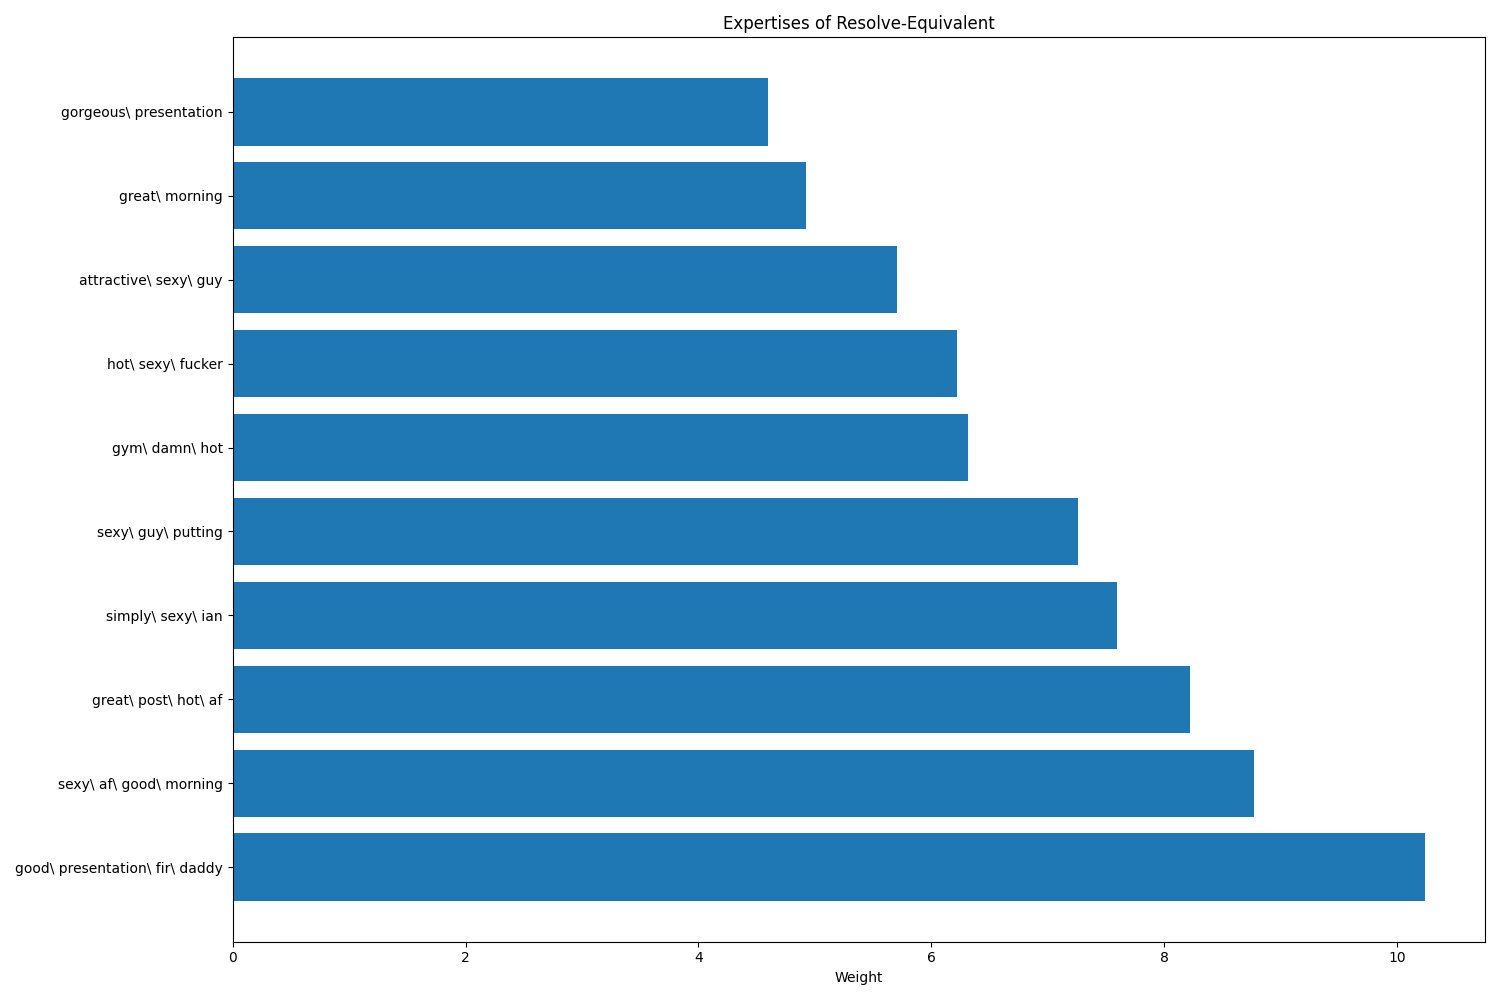 Expertises of Resolve-Equivalent
gorgeous\ presentation
great\ morning
attractive\ sexy\ guy
hot\ sexy\ fucker
gym\ damn\ hot
sexy\ guy\ putting
simply\ sexy\ ian
great\ post\ hot\ af
sexy\ af\ good\ morning
good\ presentation\ fir\ daddy
0 2 4 6 8 10
Weight